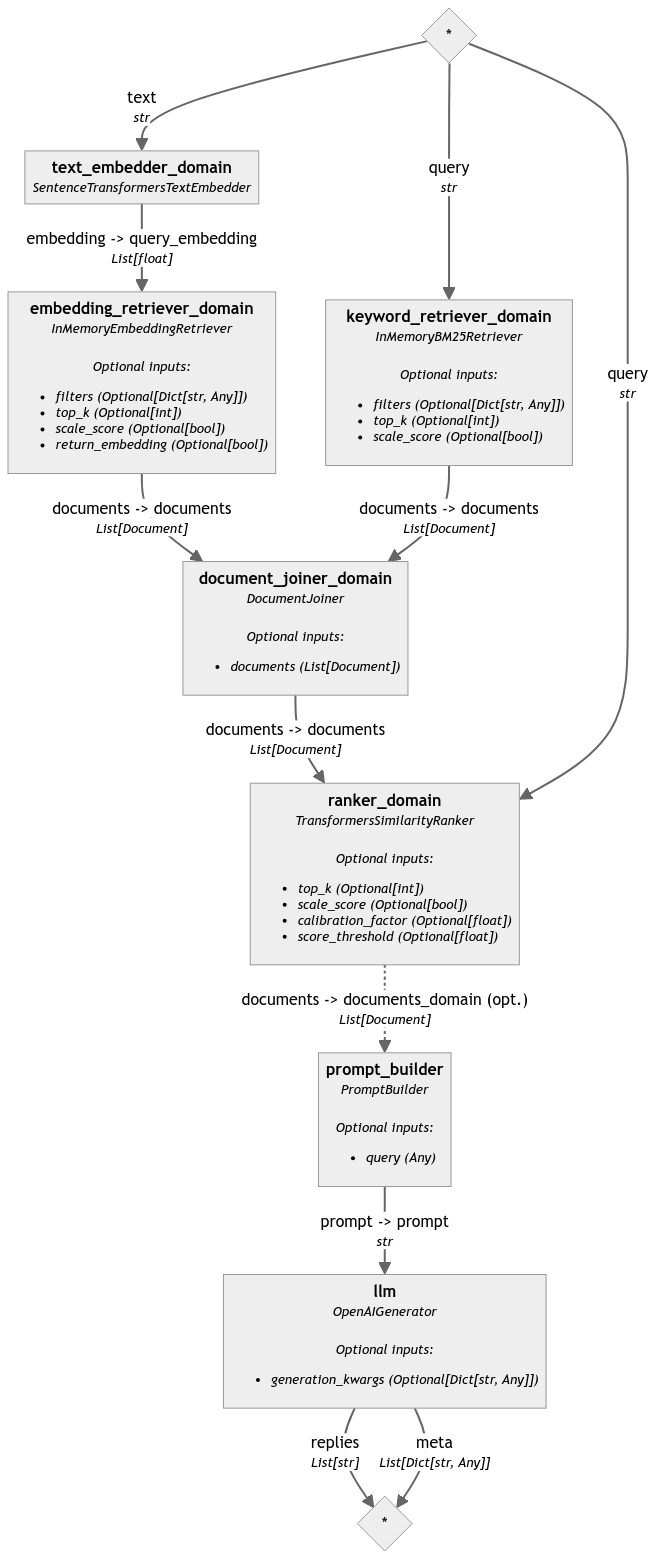 *
text
str
text_embedder_domain
SentenceTransformersTextEmbedder
query
str
embedding -> query_embedding
List[float]
embedding_retriever_domain
InMemoryEmbeddingRetriever
Optional inputs:
• filters (Optional[Dict[str, Any]])
• top_k (Optional[int])
• scale_score (Optional[bool])
• return_embedding (Optional[bool])
keyword_retriever_domain
InMemoryBM25Retriever
Optional inputs:
• filters (Optional[Dict[str, Any]])
• top_k (Optional[int])
• scale_score (Optional[bool])
query
str
documents -> documents
List[Document]
documents -> documents
List[Document]
document_joiner_domain
DocumentJoiner
Optional inputs:
• documents (List[Document])
documents -> documents
List[Document]
ranker_domain
TransformersSimilarityRanker
Optional inputs:
• top_k (Optional[int])
• scale_score (Optional[bool])
• calibration_factor (Optional[float])
• score_threshold (Optional[float])
documents -> documents_domain (opt.)
List[Document]
prompt_builder
PromptBuilder
Optional inputs:
• query (Any)
prompt -> prompt
str
llm
OpenAIGenerator
Optional inputs:
• generation_kwargs (Optional[Dict[str, Any]])
replies
List[str]
meta
List[Dict[str, Any]]
*